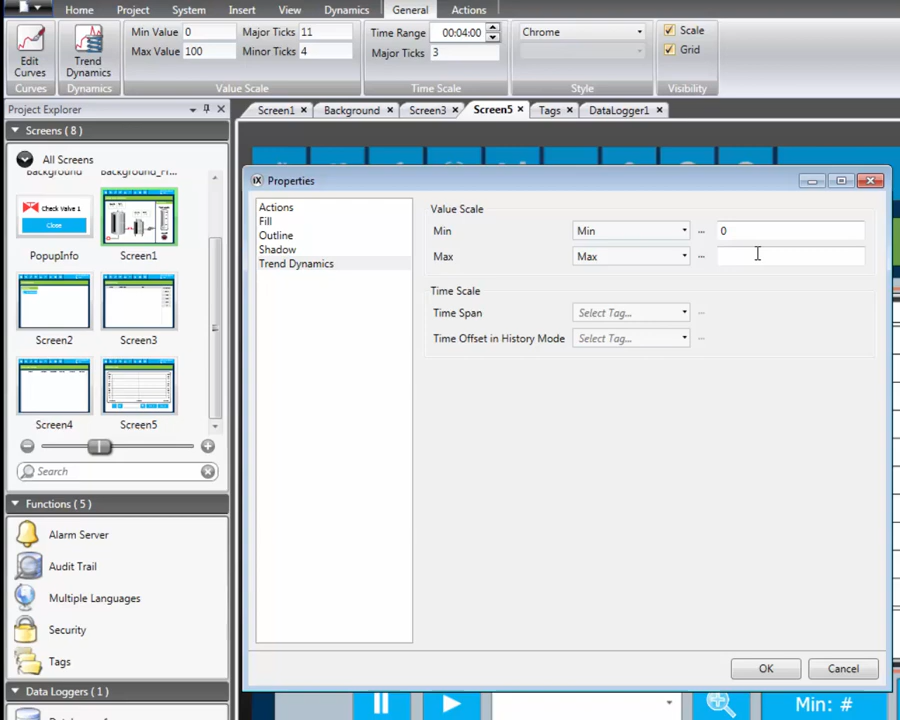 Home Project System Insert View Dynamics General Actions
Min Value 0 Major Ticks 11 Time Range 00:04:00 Chrome Scale
Max Value 100 Minor Ticks 4 Major Ticks 3 Grid
Edit Curves Trend Dynamics
Curves Dynamics Value Scale Time Scale Style Visibility
Project Explorer
Screen1 Background Screen3 Screen5 Tags DataLogger1
Screens ( 8 )
All Screens
Background Background_Fr...
Check Valve 1
Close
PopupInfo Screen1
Screen2 Screen3
Screen4 Screen5
Search
Functions ( 5 )
Alarm Server
Audit Trail
Multiple Languages
Security
Tags
Data Loggers ( 1 )
iX Properties
Actions
Fill
Outline
Shadow
Trend Dynamics
Value Scale
Min Min ... 0
Max Max ...
Time Scale
Time Span Select Tag... ...
Time Offset in History Mode Select Tag... ...
OK Cancel
Min: #